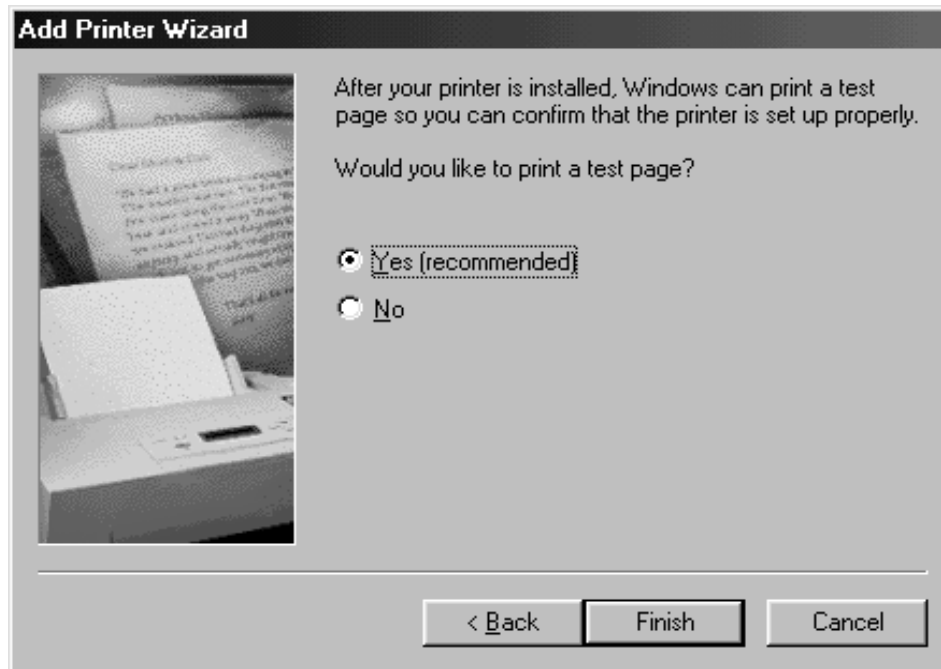 Add Printer Wizard
After your printer is installed, Windows can print a test
page so you can confirm that the printer is set up properly.
Would you like to print a test page?
Yes (recommended)
No
< Back
Finish
Cancel